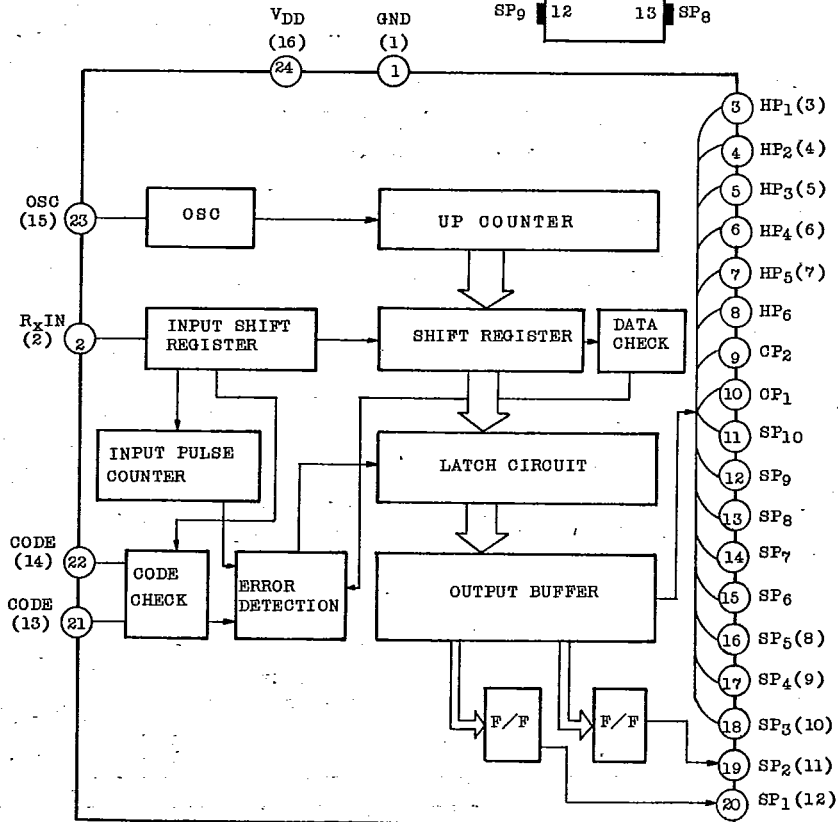 SP9 12 13 SP8
VDD GND
(16) (1)
24 1
OSC
(15)
23
OSC
UP COUNTER
RXIN
(2)
2
INPUT SHIFT
REGISTER
SHIFT REGISTER
DATA
CHECK
INPUT PULSE
COUNTER
LATCH CIRCUIT
CODE
(14)
22
CODE
(13)
21
CODE
CHECK
ERROR
DETECTION
OUTPUT BUFFER
F/F
F/F
3 HP1(3)
4 HP2(4)
5 HP3(5)
6 HP4(6)
7 HP5(7)
8 HP6
9 CP2
10 CP1
11 SP10
12 SP9
13 SP8
14 SP7
15 SP6
16 SP5(8)
17 SP4(9)
18 SP3(10)
19 SP2(11)
20 SP1(12)